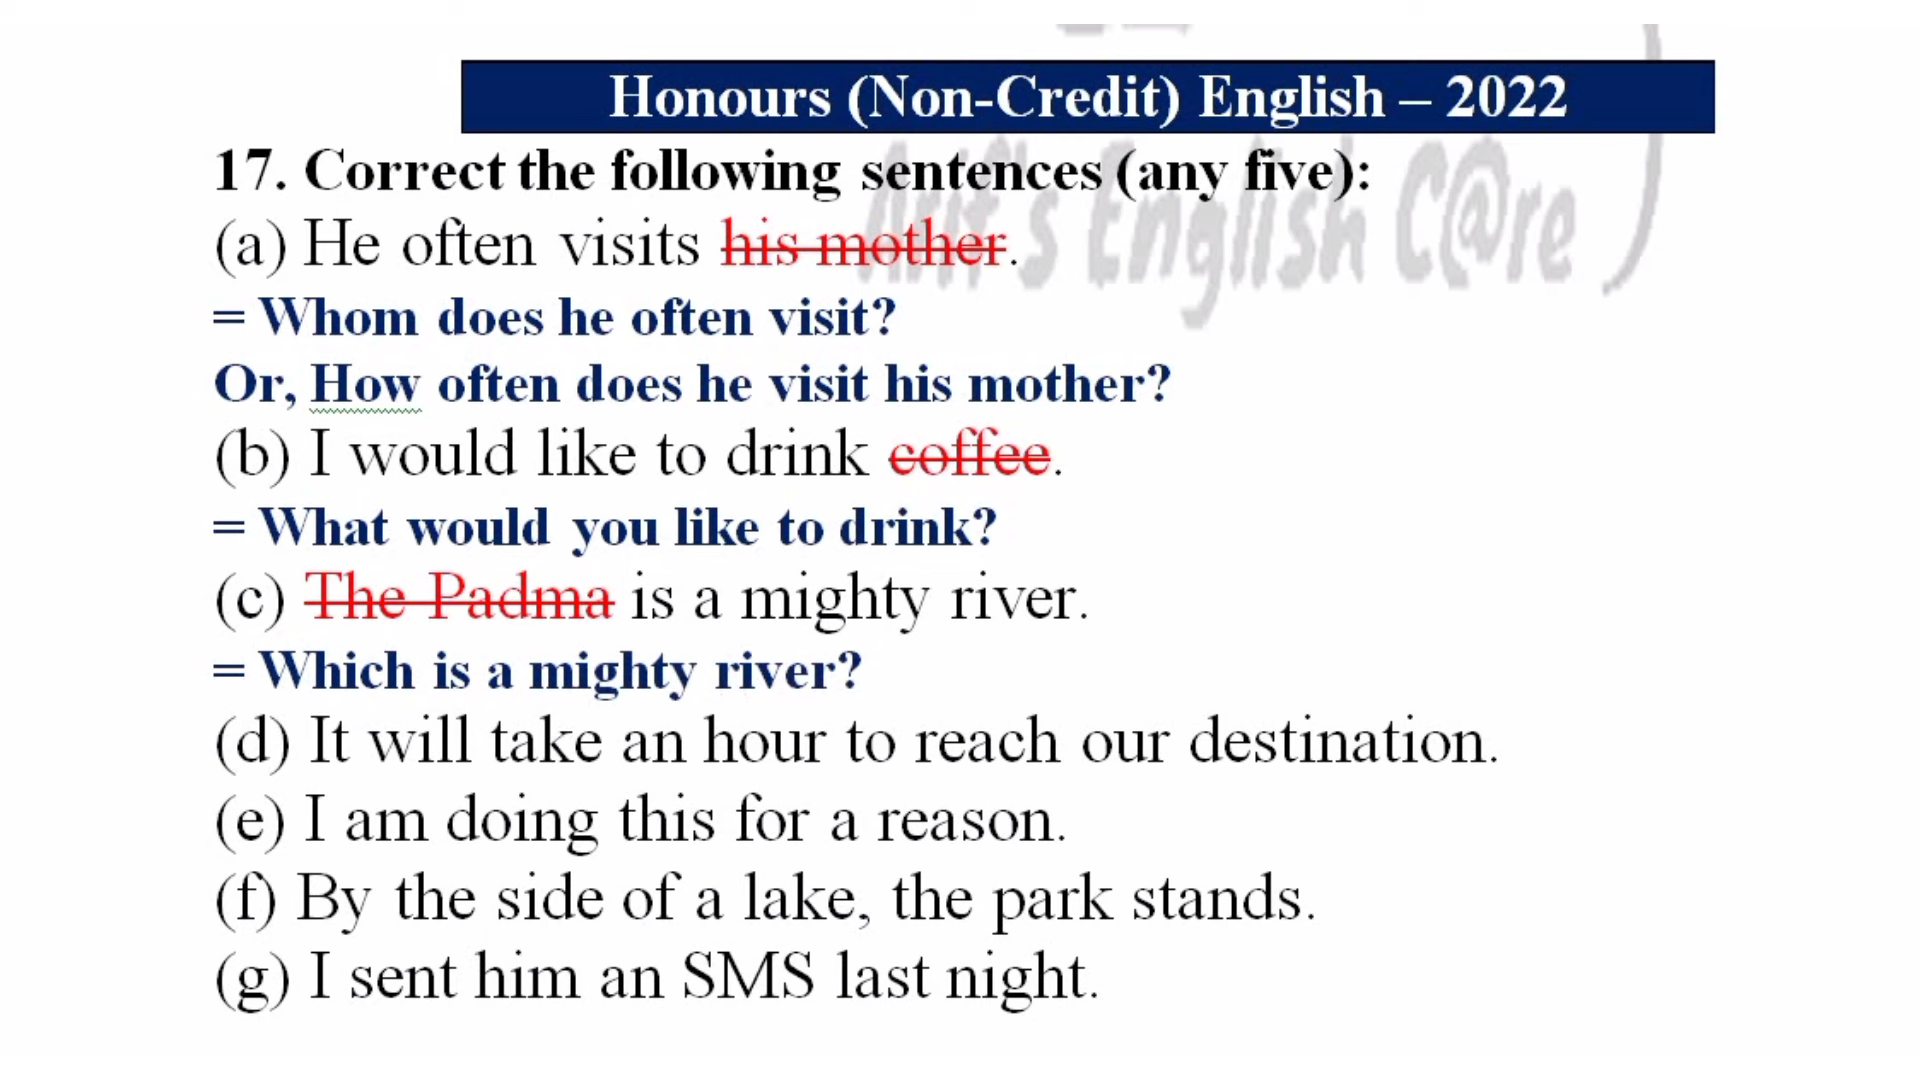 Honours (Non-Credit) English – 2022
17. Correct the following sentences (any five):
(a) He often visits his mother.
= Whom does he often visit?
Or, How often does he visit his mother?
(b) I would like to drink coffee.
= What would you like to drink?
(c) The Padma is a mighty river.
= Which is a mighty river?
(d) It will take an hour to reach our destination.
(e) I am doing this for a reason.
(f) By the side of a lake, the park stands.
(g) I sent him an SMS last night.
Arif's English C@re )